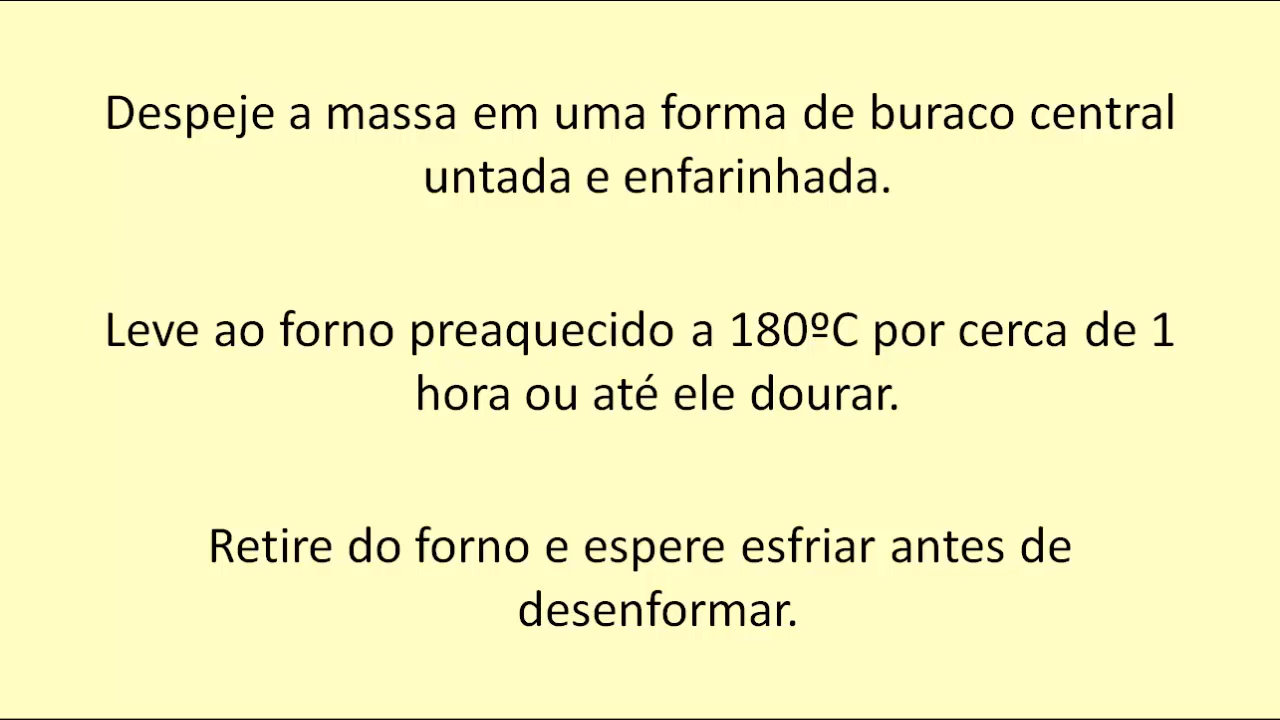 Despeje a massa em uma forma de buraco central
untada e enfarinhada.
Leve ao forno preaquecido a 180ºC por cerca de 1
hora ou até ele dourar.
Retire do forno e espere esfriar antes de
desenformar.